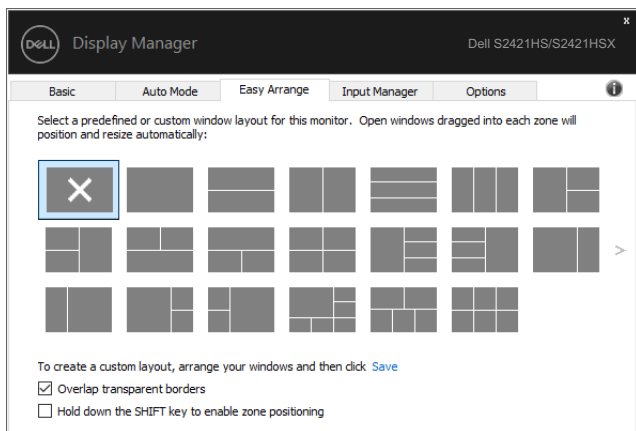 x
DELL Display Manager Dell S2421HS/S2421HSX
Basic Auto Mode Easy Arrange Input Manager Options
Select a predefined or custom window layout for this monitor. Open windows dragged into each zone will
position and resize automatically:
To create a custom layout, arrange your windows and then click Save
Overlap transparent borders
Hold down the SHIFT key to enable zone positioning